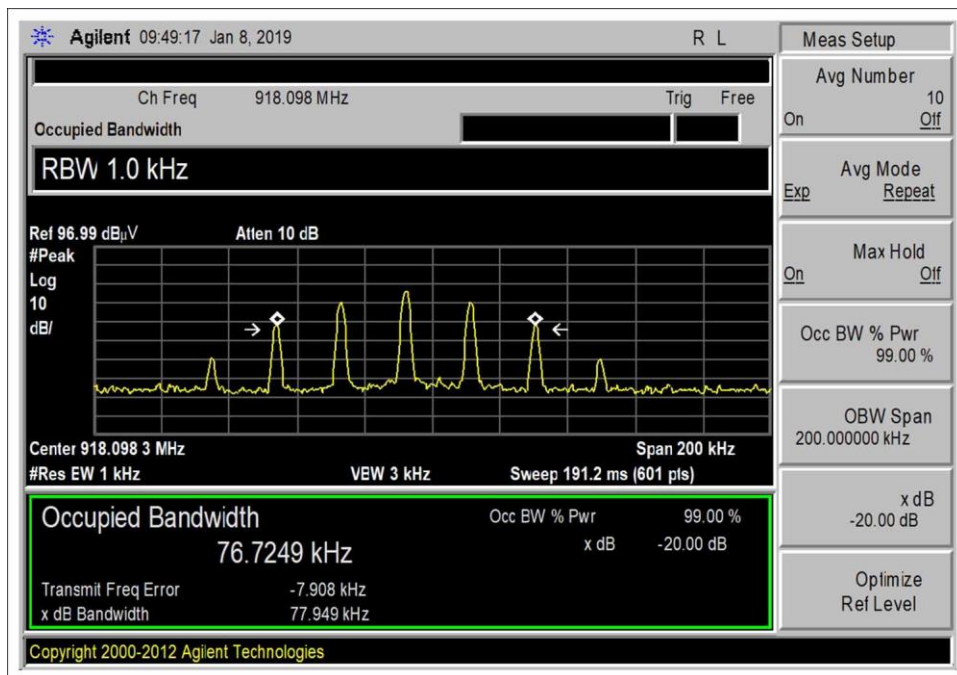 Agilent 09:49:17 Jan 8, 2019 R L
Meas Setup
Ch Freq 918.098 MHz Trig Free
Occupied Bandwidth
RBW 1.0 kHz
Ref 96.99 dBµV Atten 10 dB
#Peak
Log
10
dB/
Center 918.098 3 MHz Span 200 kHz
#Res EW 1 kHz VEW 3 kHz Sweep 191.2 ms (601 pts)
Occupied Bandwidth Occ BW % Pwr 99.00 %
76.7249 kHz x dB -20.00 dB
Transmit Freq Error -7.908 kHz
x dB Bandwidth 77.949 kHz
Copyright 2000-2012 Agilent Technologies
Avg Number
10
On Off
Avg Mode
Exp Repeat
Max Hold
On Off
Occ BW % Pwr
99.00 %
OBW Span
200.000000 kHz
x dB
-20.00 dB
Optimize
Ref Level